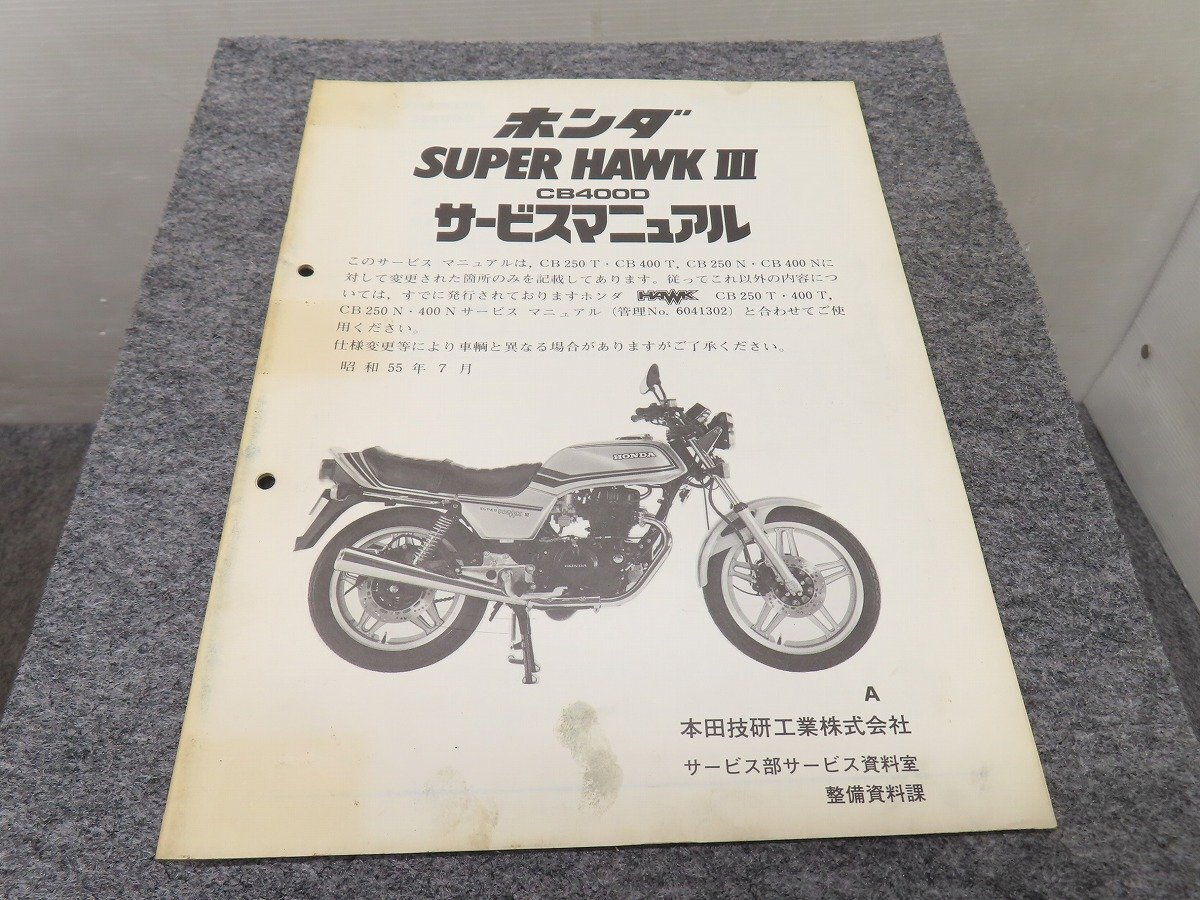 ホンダ
SUPER HAWK III
CB400D
サービスマニュアル
このサービス マニュアルは，CB 250 T・CB 400 T，CB 250 N・CB 400 Nに
対して変更された箇所のみを記載してあります。従ってこれ以外の内容につ
いては，すでに発行されておりますホンダ HAWK CB 250 T・400 T，
CB 250 N・400 N サービス マニュアル（管理No. 6041302）と合わせてご使
用ください。
仕様変更等により車輌と異なる場合がありますがご了承ください。
昭和55年7月
HONDA
SUPER HAWK III
HONDA
A
本田技研工業株式会社
サービス部サービス資料室
整備資料課